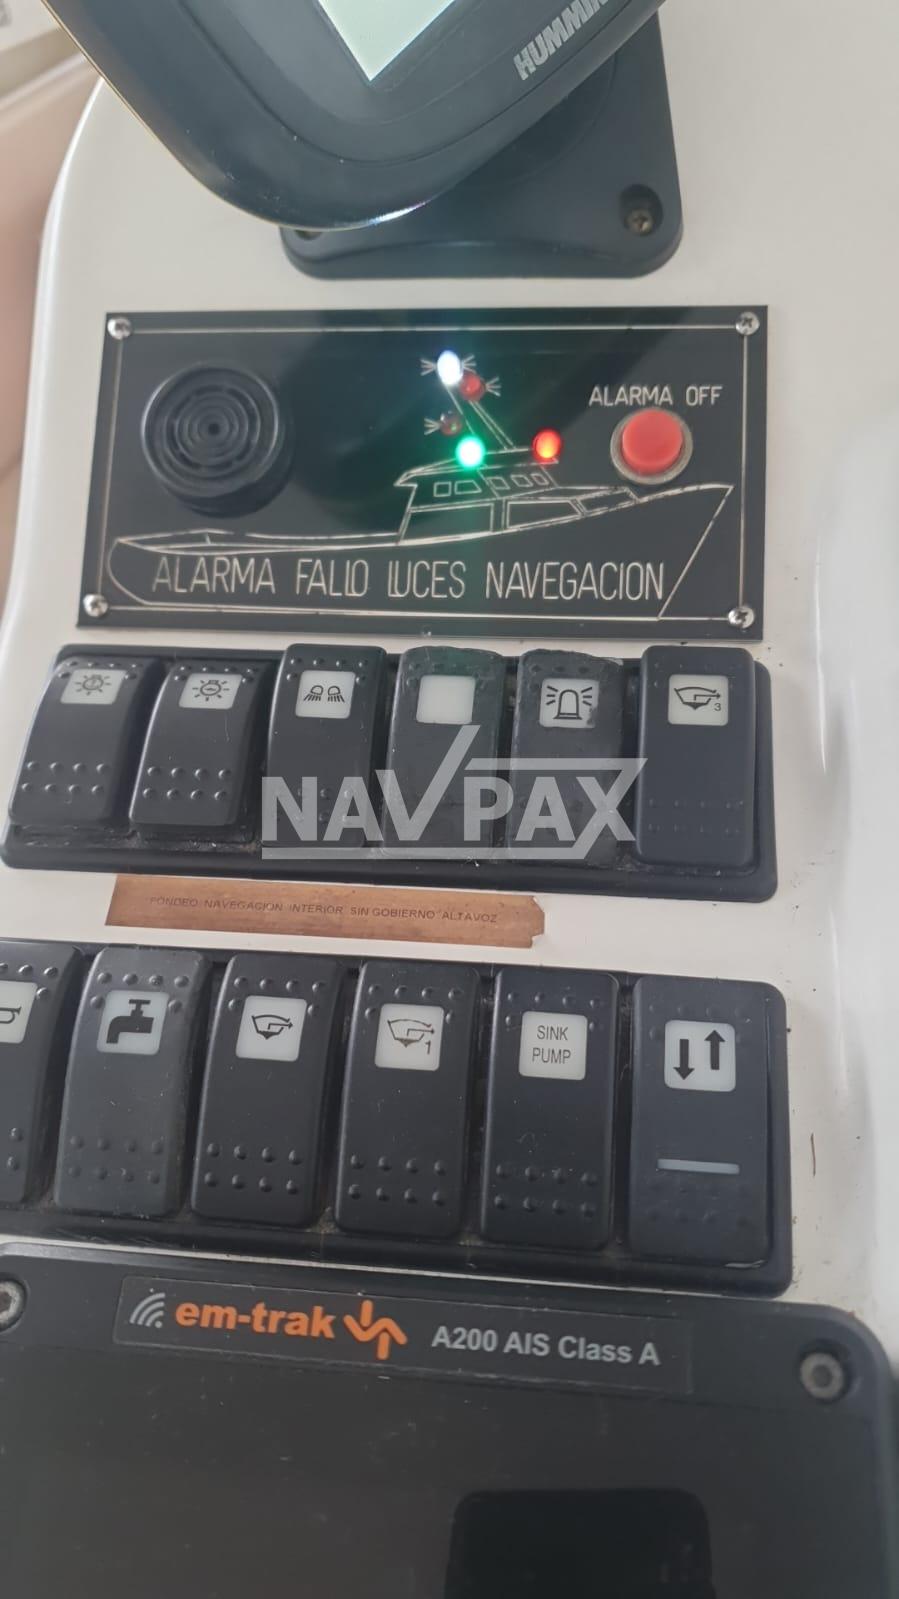 HUMMIN
ALARMA OFF
ALARMA FALLO LUCES NAVEGACION
3
NAVPAX
FONDEO NAVEGACION INTERIOR SIN GOBIERNO ALTAVOZ
1
SINK
PUMP
em-trak A200 AIS Class A